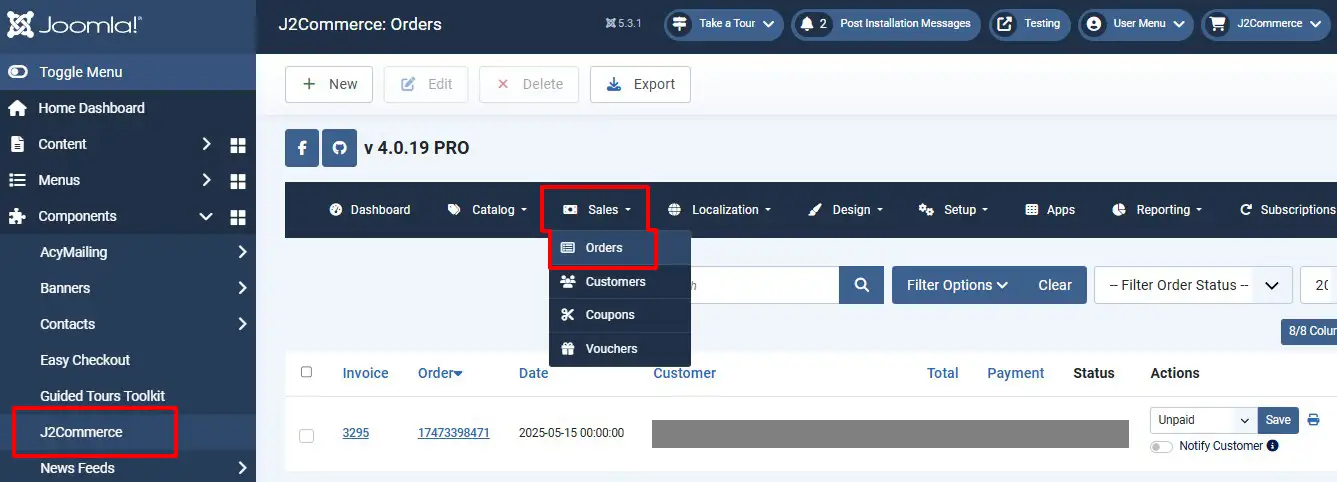 Joomla!®
J2Commerce: Orders
5.3.1
Take a Tour
2
Post Installation Messages
Testing
User Menu
J2Commerce
Toggle Menu
New
Edit
Delete
Export
Home Dashboard
Content
Menus
Components
AcyMailing
Banners
Contacts
Easy Checkout
Guided Tours Toolkit
J2Commerce
News Feeds
v 4.0.19 PRO
Dashboard
Catalog
Sales
Localization
Design
Setup
Apps
Reporting
Subscriptions
Orders
Customers
Coupons
Vouchers
Filter Options
Clear
-- Filter Order Status --
20
8/8 Colu
Invoice
Order
Date
Customer
Total
Payment
Status
Actions
3295
17473398471
2025-05-15 00:00:00
Unpaid
Save
Notify Customer